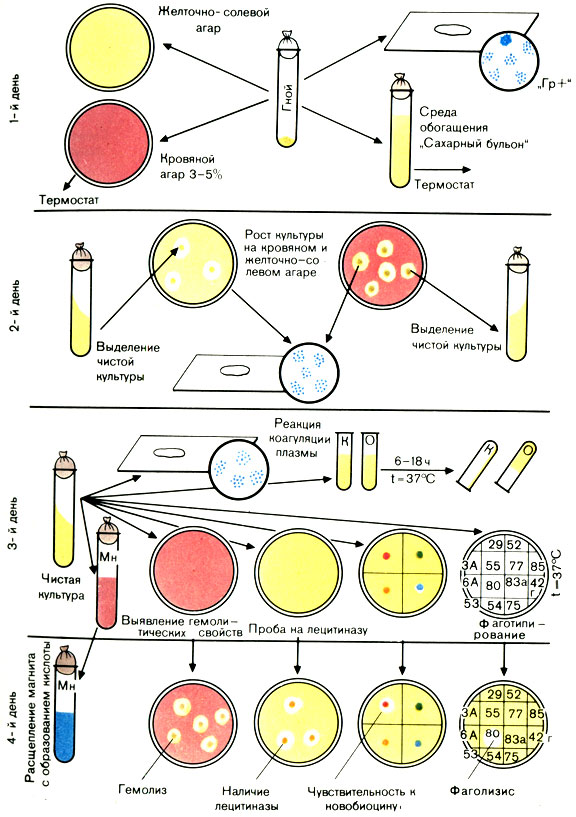 1-й день
Желточно-солевой
агар
Гной
„Гр+“
Кровяной
агар 3–5%
Термостат
Среда
обогащения
„Сахарный бульон“
Термостат
2-й день
Рост культуры
на кровяном и
желточно-со
левом агаре
Выделение
чистой
культуры
Выделение
чистой культуры
3-й день
Реакция
коагуляции
плазмы
К
О
6–18 ч
t=37°C
К
О
Чистая
культура
Мн
Выявление гемоли-
тических свойств
Проба на лецитиназу
29 52
3А 55 77 85
6А 80 83а 42
г
53 54 75
t=37°C
Фаготипи-
рование
4-й день
Расщепление магнита
с образованием кислоты
Мн
29 52
3А 55 77 85
6А 80 83а 42 г
53 54 75
Гемолиз
Наличие
лецитиназы
Чувствительность к
новобиоцину
Фаголизис